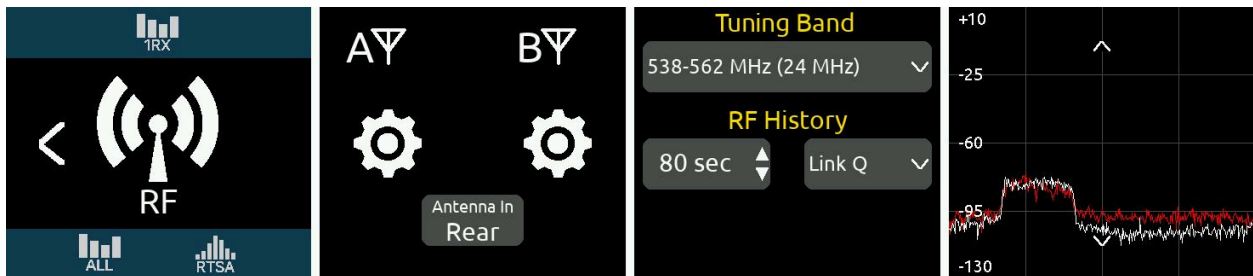 1RX
RF
ALL RTSA
A B
Antenna In
Rear
Tuning Band
538-562 MHz (24 MHz)
RF History
80 sec Link Q
+10
-25
-60
-95
-130